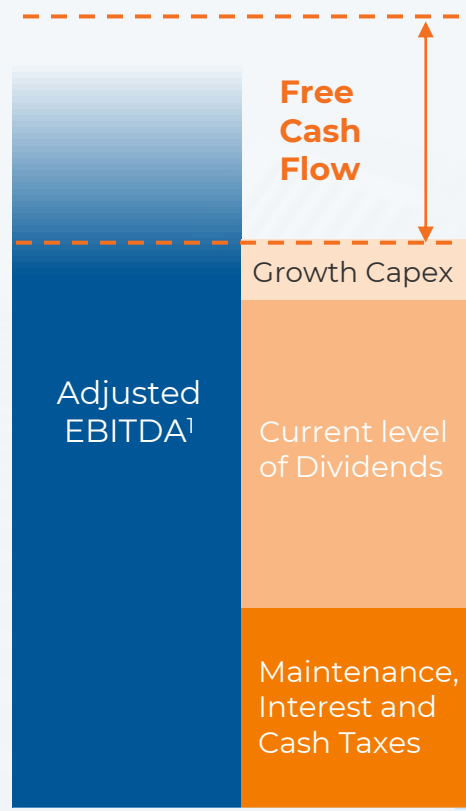 Free
Cash
Flow
Growth Capex
Adjusted
EBITDA¹
Current level
of Dividends
Maintenance,
Interest and
Cash Taxes